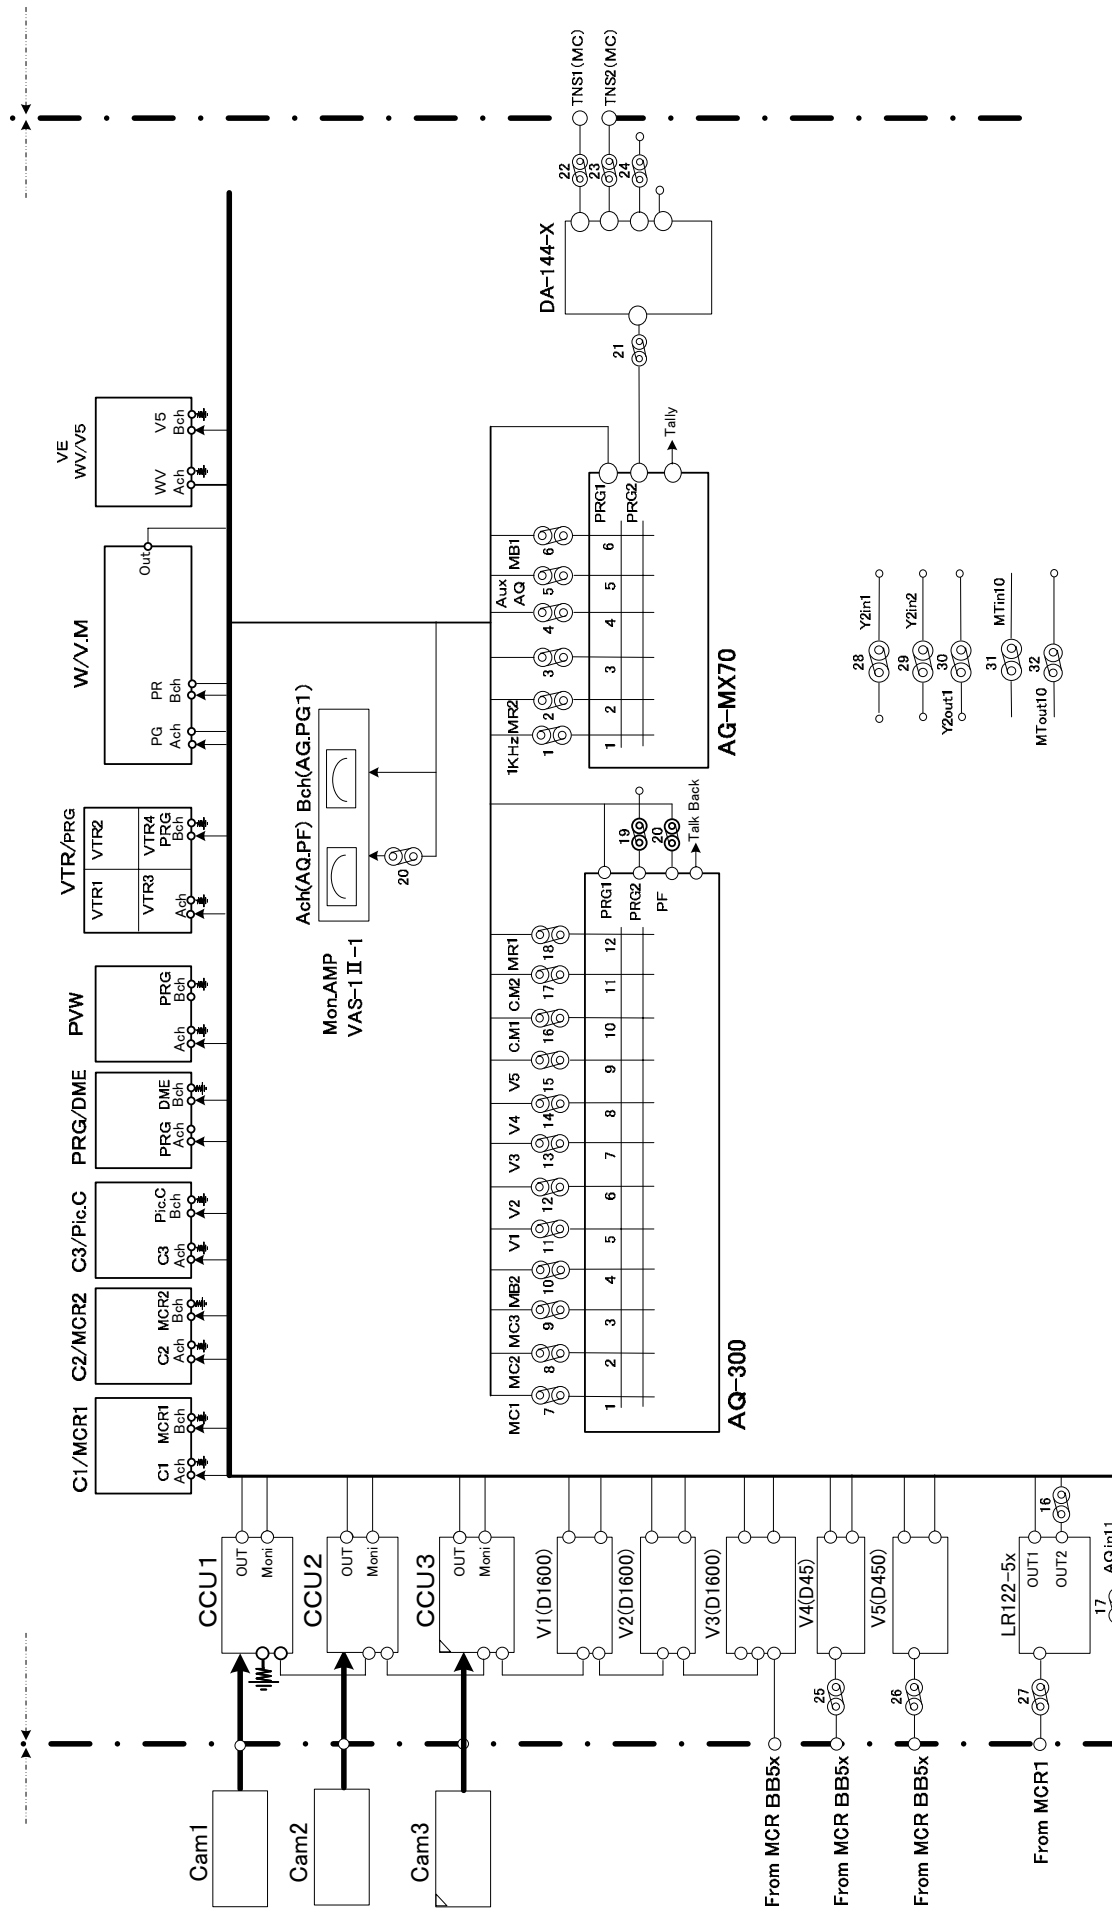 TNS1(MC)
TNS2(MC)
22
23
24
DA-144-X
21
VE
WV/V5
WV
Ach
V5
Bch
W/V.M
Out
PG
Ach
PR
Bch
VTR/PRG
VTR1
VTR2
VTR3
VTR4
PRG
Ach
Bch
PVW
Ach
PRG
Bch
PRG/DME
PRG
Ach
DME
Bch
C3/Pic.C
C3
Ach
Pic.C
Bch
C2/MCR2
C2
Ach
MCR2
Bch
C1/MCR1
C1
Ach
MCR1
Bch
Ach(AQ.PF) Bch(AG.PG1)
20
Mon.AMP
VAS-1Ⅱ-1
1KHz
MR2
Aux
AQ
MB1
1
2
3
4
5
6
1
2
3
4
5
6
PRG1
PRG2
Tally
AG-MX70
MC1
MC2
MC3
MB2
V1
V2
V3
V4
V5
C.M1
C.M2
MR1
7
8
9
10
11
12
13
14
15
16
17
18
1
2
3
4
5
6
7
8
9
10
11
12
PRG1
PRG2
PF
19
20
Talk Back
AQ-300
28
Y2in1
29
Y2in2
30
Y2out1
31
MTin10
32
MTout10
CCU1
OUT
Moni
CCU2
OUT
Moni
CCU3
OUT
Moni
V1(D1600)
V2(D1600)
V3(D1600)
V4(D45)
V5(D450)
LR122-5x
OUT1
OUT2
16
17
AQin11
25
26
27
Cam1
Cam2
Cam3
From MCR BB5x
From MCR BB5x
From MCR BB5x
From MCR1